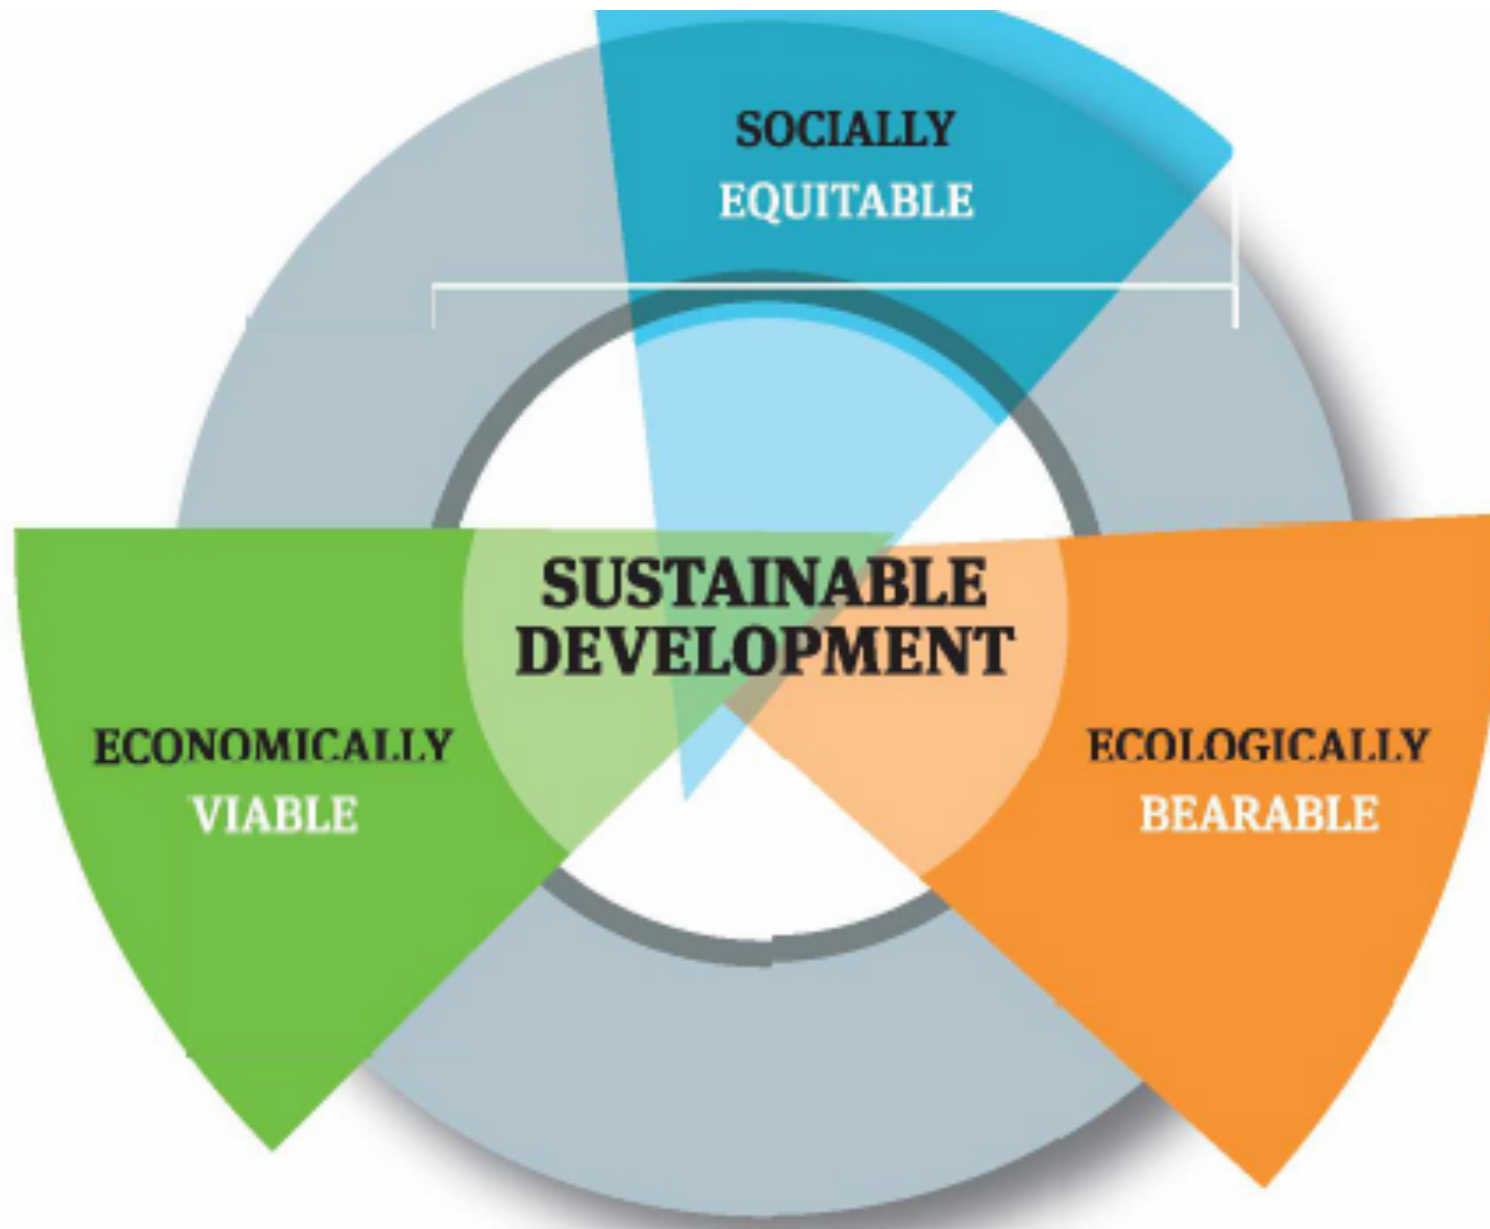 SOCIALLY
EQUITABLE
SUSTAINABLE
DEVELOPMENT
ECONOMICALLY
VIABLE
ECOLOGICALLY
BEARABLE